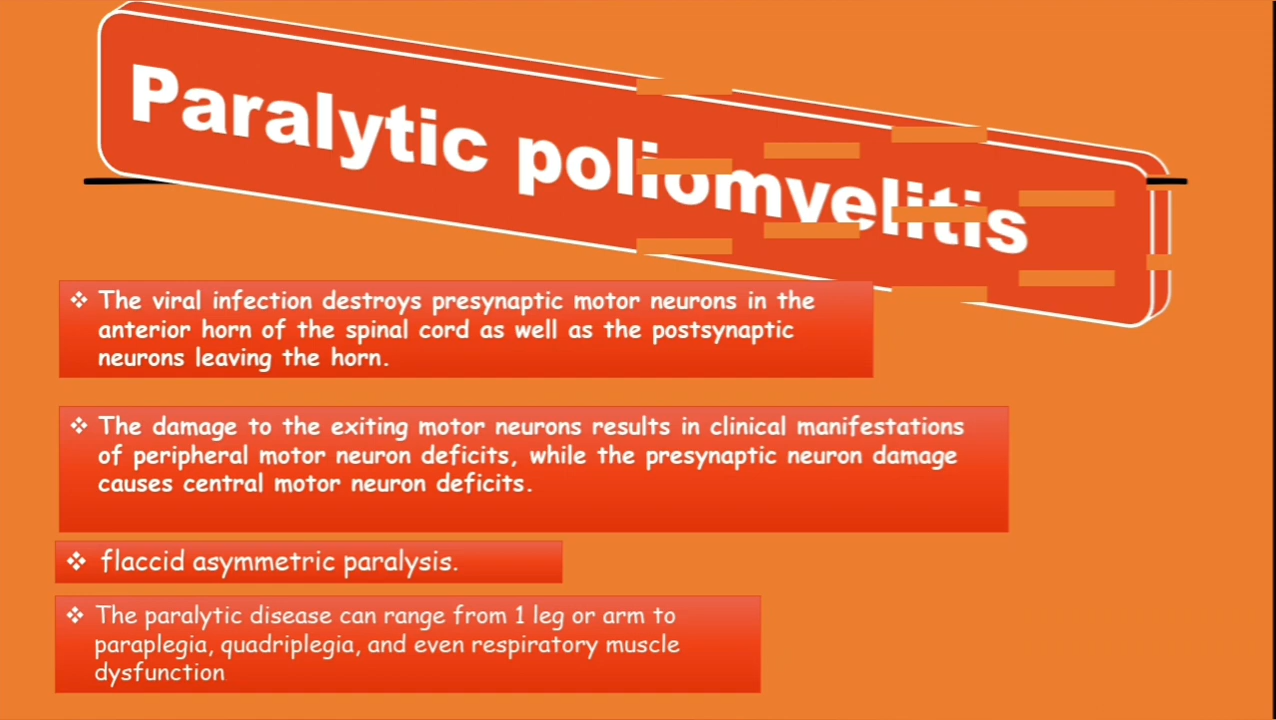 Paralytic poliomyelitis
❖ The viral infection destroys presynaptic motor neurons in the
anterior horn of the spinal cord as well as the postsynaptic
neurons leaving the horn.
❖ The damage to the exiting motor neurons results in clinical manifestations
of peripheral motor neuron deficits, while the presynaptic neuron damage
causes central motor neuron deficits.
❖ flaccid asymmetric paralysis.
❖ The paralytic disease can range from 1 leg or arm to
paraplegia, quadriplegia, and even respiratory muscle
dysfunction